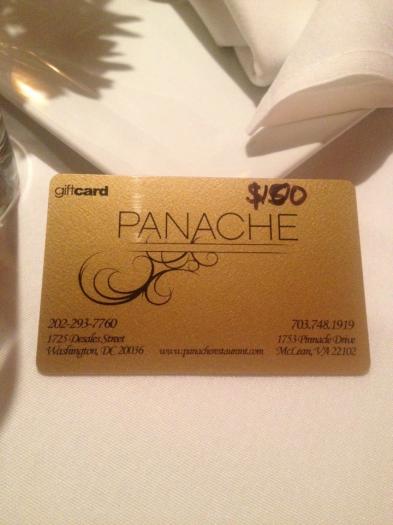 giftcard
$150
PANACHE
202-293-7760
1725 Desales Street
Washington, DC 20036
www.panacherestaurant.com
703.748.1919
1753 Pinnacle Drive
McLean, VA 22102